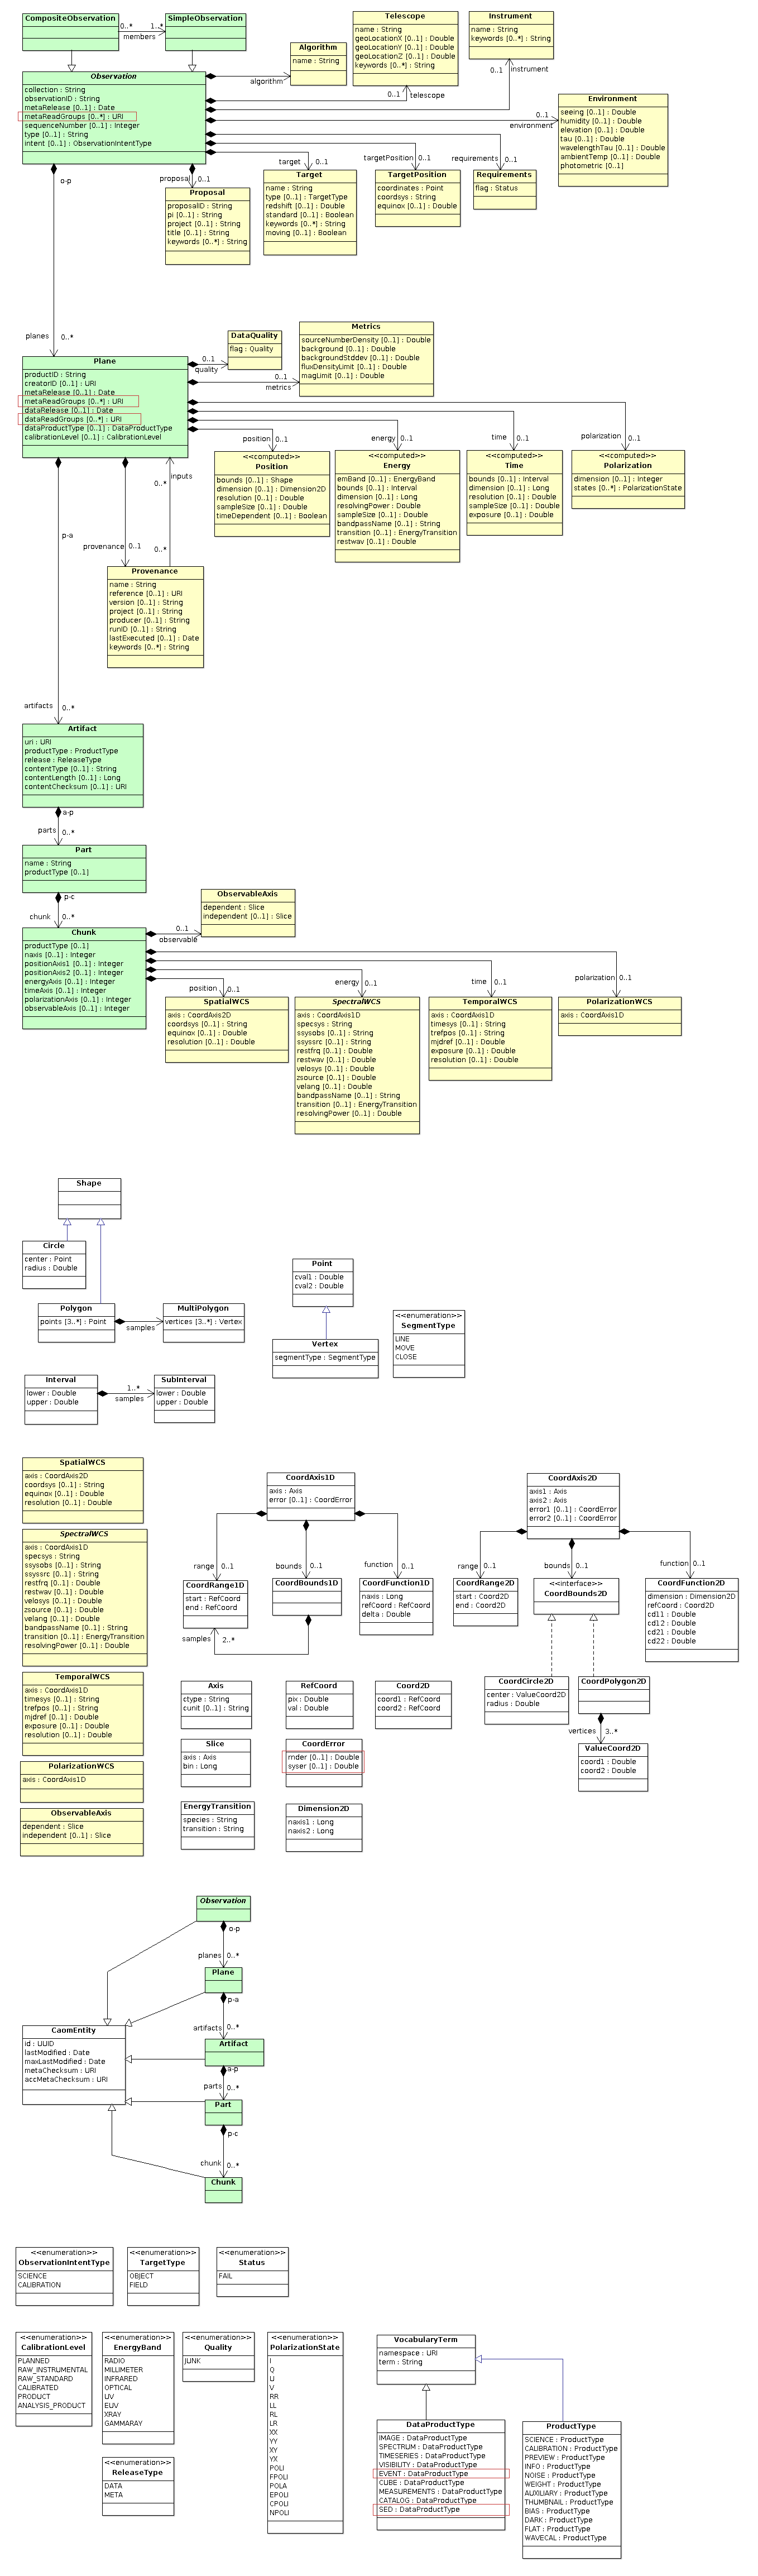 CompositeObservation
0..*
1..*
members
SimpleObservation
Observation
collection : String
observationID : String
metaRelease [0..1] : Date
metaReadGroups [0..*] : URI
sequenceNumber [0..1] : Integer
type [0..1] : String
intent [0..1] : ObservationIntentType
algorithm
Algorithm
name : String
0..1
telescope
Telescope
name : String
geoLocationX [0..1] : Double
geoLocationY [0..1] : Double
geoLocationZ [0..1] : Double
keywords [0..*] : String
0..1
instrument
Instrument
name : String
keywords [0..*] : String
0..1
environment
Environment
seeing [0..1] : Double
humidity [0..1] : Double
elevation [0..1] : Double
tau [0..1] : Double
wavelengthTau [0..1] : Double
ambientTemp [0..1] : Double
photometric [0..1]
proposal
0..1
Proposal
proposalID : String
pi [0..1] : String
project [0..1] : String
title [0..1] : String
keywords [0..*] : String
target
0..1
Target
name : String
type [0..1] : TargetType
redshift [0..1] : Double
standard [0..1] : Boolean
keywords [0..*] : String
moving [0..1] : Boolean
targetPosition
0..1
TargetPosition
coordinates : Point
coordsys : String
equinox [0..1] : Double
requirements
0..1
Requirements
flag : Status
o-p
planes
0..*
Plane
productID : String
creatorID [0..1] : URI
metaRelease [0..1] : Date
metaReadGroups [0..*] : URI
dataRelease [0..1] : Date
dataReadGroups [0..*] : URI
dataProductType [0..1] : DataProductType
calibrationLevel [0..1] : CalibrationLevel
0..1
quality
DataQuality
flag : Quality
0..1
metrics
Metrics
sourceNumberDensity [0..1] : Double
background [0..1] : Double
backgroundStddev [0..1] : Double
fluxDensityLimit [0..1] : Double
magLimit [0..1] : Double
position
0..1
<<computed>>
Position
bounds [0..1] : Shape
dimension [0..1] : Dimension2D
resolution [0..1] : Double
sampleSize [0..1] : Double
timeDependent [0..1] : Boolean
energy
0..1
<<computed>>
Energy
emBand [0..1] : EnergyBand
bounds [0..1] : Interval
dimension [0..1] : Long
resolvingPower [0..1] : Double
sampleSize [0..1] : Double
bandpassName [0..1] : String
transition [0..1] : EnergyTransition
restwav [0..1] : Double
time
0..1
<<computed>>
Time
bounds [0..1] : Interval
dimension [0..1] : Long
resolution [0..1] : Double
sampleSize [0..1] : Double
exposure [0..1] : Double
polarization
0..1
<<computed>>
Polarization
dimension [0..1] : Integer
states [0..*] : PolarizationState
inputs
0..*
provenance
0..1
0..*
Provenance
name : String
reference [0..1] : URI
version [0..1] : String
project [0..1] : String
producer [0..1] : String
runID [0..1] : String
lastExecuted [0..1] : Date
keywords [0..*] : String
p-a
artifacts
0..*
Artifact
uri : URI
productType : ProductType
release : ReleaseType
contentType [0..1] : String
contentLength [0..1] : Long
contentChecksum [0..1] : URI
a-p
parts
0..*
Part
name : String
productType [0..1]
p-c
chunk
0..*
Chunk
productType [0..1]
naxis [0..1] : Integer
positionAxis1 [0..1] : Integer
positionAxis2 [0..1] : Integer
energyAxis [0..1] : Integer
timeAxis [0..1] : Integer
polarizationAxis [0..1] : Integer
observableAxis [0..1] : Integer
0..1
observable
ObservableAxis
dependent : Slice
independent [0..1] : Slice
position
0..1
SpatialWCS
axis : CoordAxis2D
coordsys [0..1] : String
equinox [0..1] : Double
resolution [0..1] : Double
energy
0..1
SpectralWCS
axis : CoordAxis1D
specsys : String
ssysobs [0..1] : String
ssyssrc [0..1] : String
restfrq [0..1] : Double
restwav [0..1] : Double
velosys [0..1] : Double
zsource [0..1] : Double
velang [0..1] : Double
bandpassName [0..1] : String
transition [0..1] : EnergyTransition
resolvingPower [0..1] : Double
time
0..1
TemporalWCS
axis : CoordAxis1D
timesys [0..1] : String
trefpos [0..1] : String
mjdref [0..1] : Double
exposure [0..1] : Double
resolution [0..1] : Double
polarization
0..1
PolarizationWCS
axis : CoordAxis1D
Shape
Circle
center : Point
radius : Double
Polygon
points [3..*] : Point
samples
MultiPolygon
vertices [3..*] : Vertex
Point
cval1 : Double
cval2 : Double
Vertex
segmentType : SegmentType
<<enumeration>>
SegmentType
LINE
MOVE
CLOSE
Interval
lower : Double
upper : Double
1..*
samples
SubInterval
lower : Double
upper : Double
SpatialWCS
axis : CoordAxis2D
coordsys [0..1] : String
equinox [0..1] : Double
resolution [0..1] : Double
SpectralWCS
axis : CoordAxis1D
specsys : String
ssysobs [0..1] : String
ssyssrc [0..1] : String
restfrq [0..1] : Double
restwav [0..1] : Double
velosys [0..1] : Double
zsource [0..1] : Double
velang [0..1] : Double
bandpassName [0..1] : String
transition [0..1] : EnergyTransition
resolvingPower [0..1] : Double
TemporalWCS
axis : CoordAxis1D
timesys [0..1] : String
trefpos [0..1] : String
mjdref [0..1] : Double
exposure [0..1] : Double
resolution [0..1] : Double
PolarizationWCS
axis : CoordAxis1D
ObservableAxis
dependent : Slice
independent [0..1] : Slice
CoordAxis1D
axis : Axis
error [0..1] : CoordError
range
0..1
CoordRange1D
start : RefCoord
end : RefCoord
bounds
0..1
CoordBounds1D
samples
2..*
function
0..1
CoordFunction1D
naxis : Long
refCoord : RefCoord
delta : Double
CoordAxis2D
axis1 : Axis
axis2 : Axis
error1 [0..1] : CoordError
error2 [0..1] : CoordError
range
0..1
CoordRange2D
start : Coord2D
end : Coord2D
bounds
0..1
<<interface>>
CoordBounds2D
function
0..1
CoordFunction2D
dimension : Dimension2D
refCoord : Coord2D
cd11 : Double
cd12 : Double
cd21 : Double
cd22 : Double
CoordCircle2D
center : ValueCoord2D
radius : Double
CoordPolygon2D
vertices
3..*
ValueCoord2D
coord1 : Double
coord2 : Double
Axis
ctype : String
cunit [0..1] : String
RefCoord
pix : Double
val : Double
Coord2D
coord1 : RefCoord
coord2 : RefCoord
Slice
axis : Axis
bin : Long
CoordError
rnder [0..1] : Double
syser [0..1] : Double
EnergyTransition
species : String
transition : String
Dimension2D
naxis1 : Long
naxis2 : Long
Observation
o-p
planes
0..*
Plane
p-a
artifacts
0..*
Artifact
a-p
parts
0..*
Part
p-c
chunk
0..*
Chunk
CaomEntity
id : UUID
lastModified : Date
maxLastModified : Date
metaChecksum : URI
accMetaChecksum : URI
<<enumeration>>
ObservationIntentType
SCIENCE
CALIBRATION
<<enumeration>>
TargetType
OBJECT
FIELD
<<enumeration>>
Status
FAIL
<<enumeration>>
CalibrationLevel
PLANNED
RAW_INSTRUMENTAL
RAW_STANDARD
CALIBRATED
PRODUCT
ANALYSIS_PRODUCT
<<enumeration>>
EnergyBand
RADIO
MILLIMETER
INFRARED
OPTICAL
UV
EUV
XRAY
GAMMARAY
<<enumeration>>
Quality
JUNK
<<enumeration>>
PolarizationState
I
Q
U
V
RR
LL
RL
LR
XX
YY
XY
YX
POLI
FPOLI
POLA
EPOLI
CPOLI
NPOLI
<<enumeration>>
ReleaseType
DATA
META
VocabularyTerm
namespace : URI
term : String
DataProductType
IMAGE : DataProductType
SPECTRUM : DataProductType
TIMESERIES : DataProductType
VISIBILITY : DataProductType
EVENT : DataProductType
CUBE : DataProductType
MEASUREMENTS : DataProductType
CATALOG : DataProductType
SED : DataProductType
ProductType
SCIENCE : ProductType
CALIBRATION : ProductType
PREVIEW : ProductType
INFO : ProductType
NOISE : ProductType
WEIGHT : ProductType
AUXILIARY : ProductType
THUMBNAIL : ProductType
BIAS : ProductType
DARK : ProductType
FLAT : ProductType
WAVECAL : ProductType